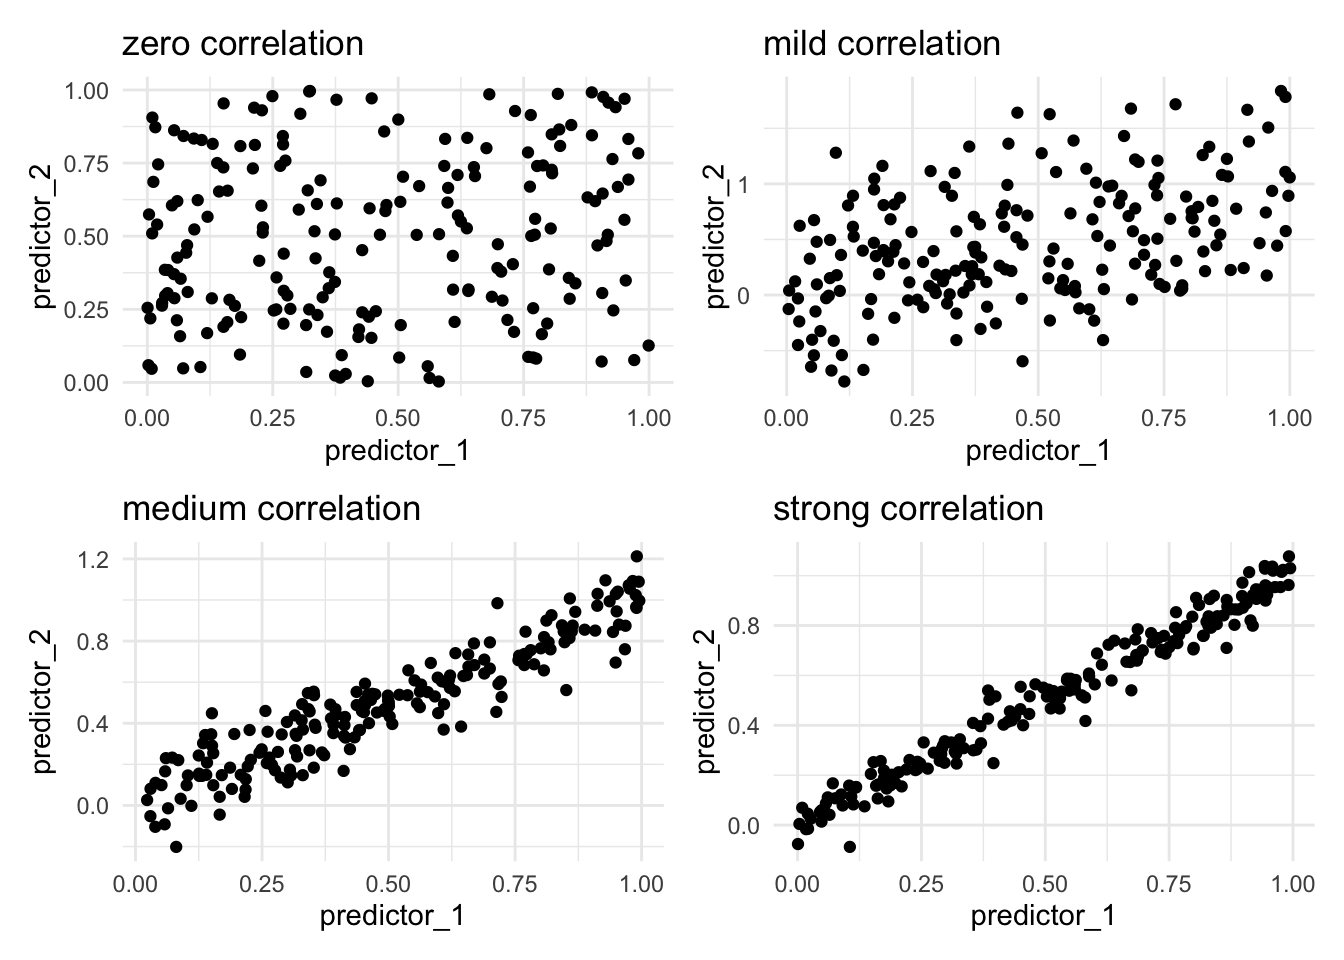 zero correlation
1.00
0.75
0.50
0.25
0.00
predictor_2
0.00 0.25 0.50 0.75 1.00
predictor_1
mild correlation
1
0
predictor_2
0.00 0.25 0.50 0.75 1.00
predictor_1
medium correlation
1.2
0.8
0.4
0.0
predictor_2
0.00 0.25 0.50 0.75 1.00
predictor_1
strong correlation
0.8
0.4
0.0
predictor_2
0.00 0.25 0.50 0.75 1.00
predictor_1